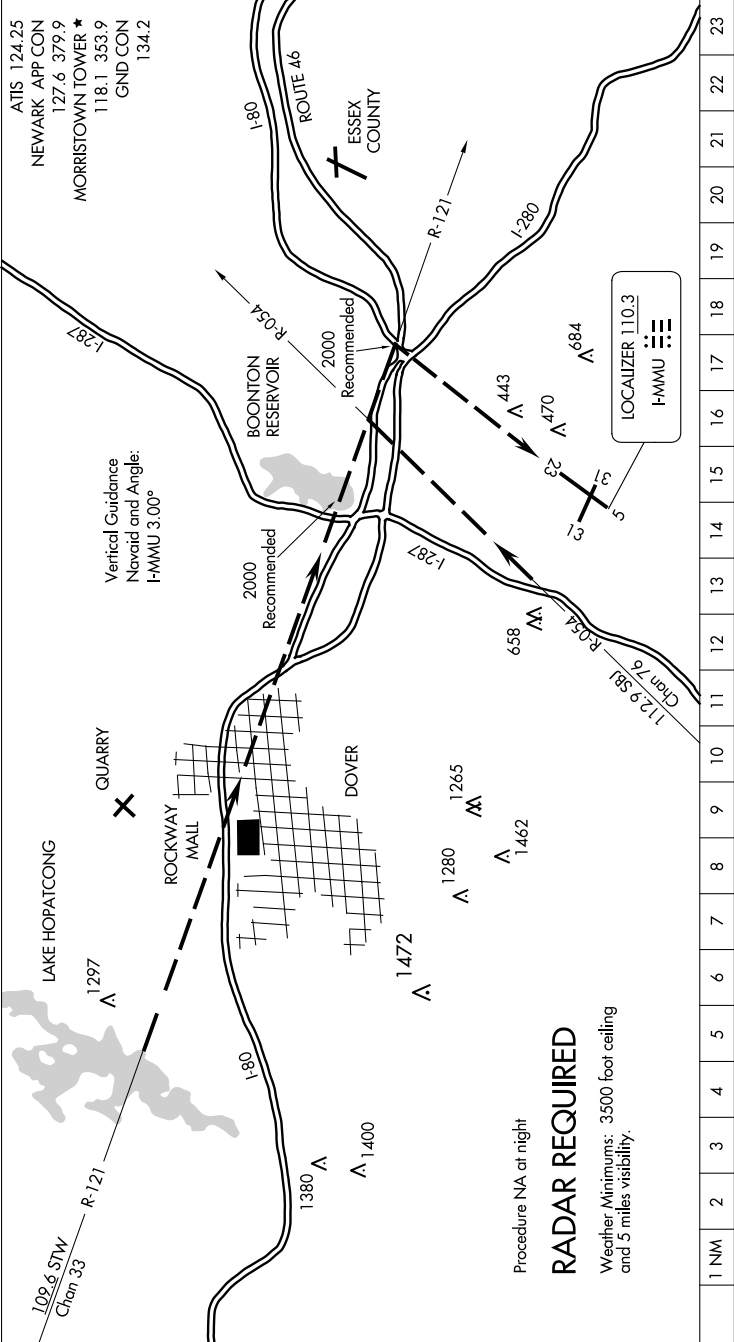 ATIS 124.25
NEWARK APP CON
127.6 379.9
MORRISTOWN TOWER ★
118.1 353.9
GND CON
134.2
109.6 STW
Chan 33
R-121
LAKE HOPATCONG
1297
QUARRY
ROCKWAY
MALL
Vertical Guidance
Navaid and Angle:
I-MMU 3.00°
I-287
BOONTON
RESERVOIR
R-054
I-80
ROUTE 46
ESSEX
COUNTY
2000
Recommended
2000
Recommended
R-121
I-280
I-80
1380
1400
1472
DOVER
1280
1265
1462
658
I-287
R-054
112.9 SBJ
Chan 76
443
470
684
23
31
13
5
LOCALIZER 110.3
I-MMU
Procedure NA at night
RADAR REQUIRED
Weather Minimums: 3500 foot ceiling
and 5 miles visibility.
1 NM 2 3 4 5 6 7 8 9 10 11 12 13 14 15 16 17 18 19 20 21 22 23